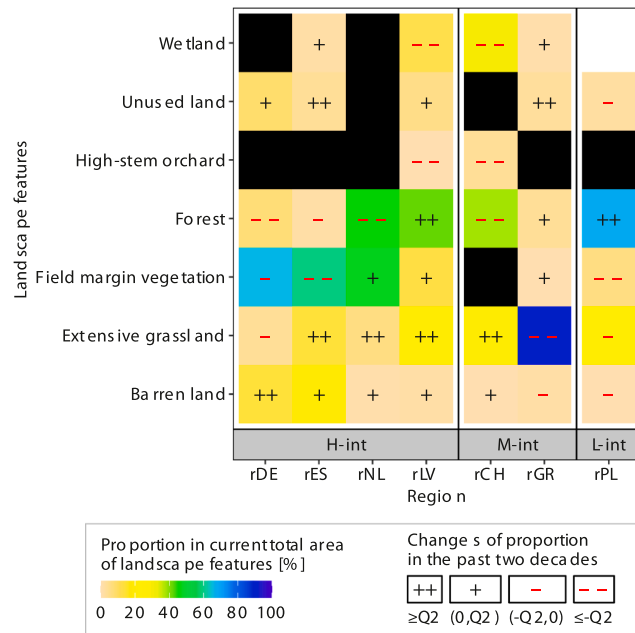 Landscape features
Wetland
+
– –
– –
+
Unused land
+
++
+
++
–
High-stem orchard
– –
– –
Forest
– –
–
– –
++
– –
+
++
Field margin vegetation
–
– –
+
+
+
– –
Extensive grassland
–
++
++
++
++
– –
–
Barren land
++
+
+
+
+
–
–
H-int M-int L-int
rDE rES rNL rLV rCH rGR rPL
Region
Proportion in current total area
of landscape features [%]
0 20 40 60 80 100
Changes of proportion
in the past two decades
++ + – – –
≥Q2 (0,Q2) (-Q2,0) ≤-Q2